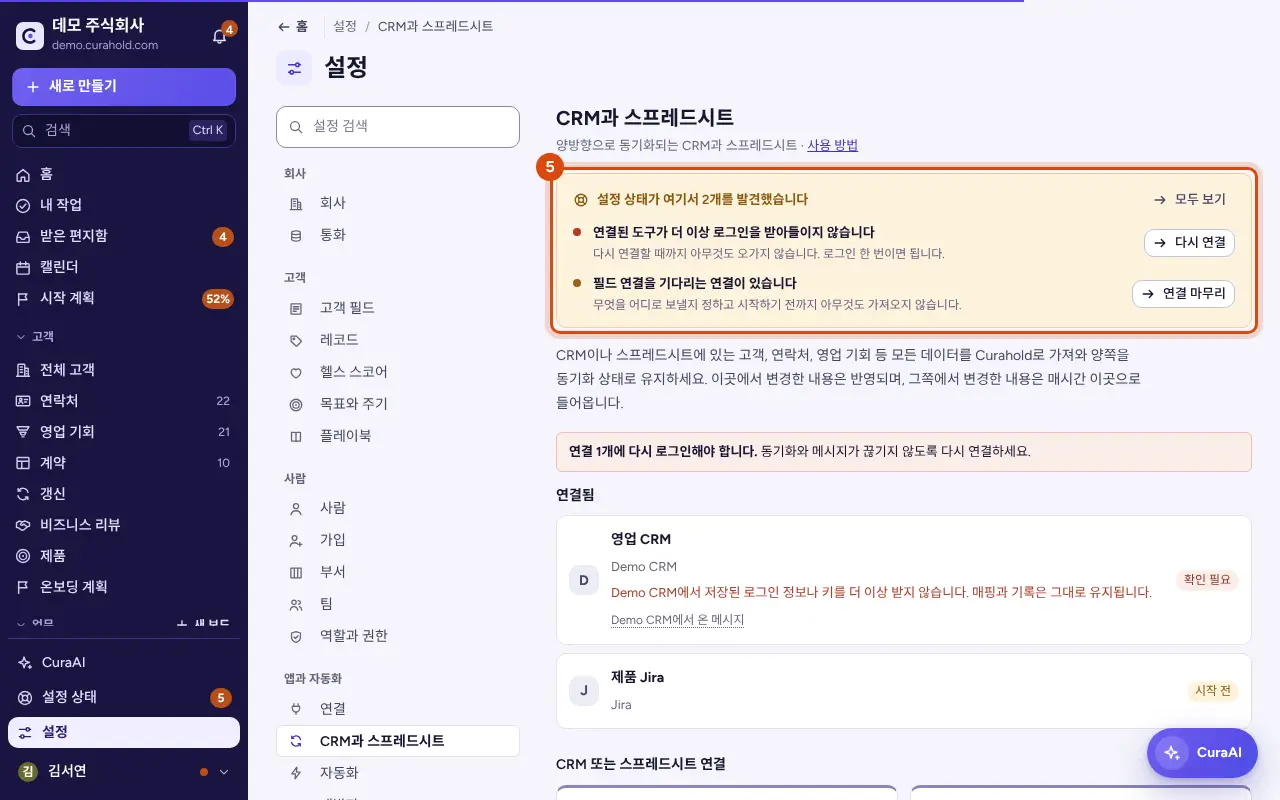 데모 주식회사
demo.curahold.com
4
새로 만들기
검색
Ctrl K
홈
내 작업
받은 편지함
4
캘린더
시작 계획
52%
고객
전체 고객
연락처
22
영업 기회
21
계약
10
갱신
비즈니스 리뷰
제품
온보딩 계획
업무
새 보드
CuraAI
설정 상태
5
설정
김
김서연
홈
설정 / CRM과 스프레드시트
설정
설정 검색
회사
회사
통화
고객
고객 필드
레코드
헬스 스코어
목표와 주기
플레이북
사람
사람
가입
부서
팀
역할과 권한
앱과 자동화
연결
CRM과 스프레드시트
자동화
CRM과 스프레드시트
양방향으로 동기화되는 CRM과 스프레드시트 · 사용 방법
5
설정 상태가 여기서 2개를 발견했습니다
모두 보기
연결된 도구가 더 이상 로그인을 받아들이지 않습니다
다시 연결할 때까지 아무것도 오가지 않습니다. 로그인 한 번이면 됩니다.
다시 연결
필드 연결을 기다리는 연결이 있습니다
무엇을 어디로 보낼지 정하고 시작하기 전까지 아무것도 가져오지 않습니다.
연결 마무리
CRM이나 스프레드시트에 있는 고객, 연락처, 영업 기회 등 모든 데이터를 Curahold로 가져와 양쪽을
동기화 상태로 유지하세요. 이곳에서 변경한 내용은 반영되며, 그쪽에서 변경한 내용은 매시간 이곳으로
들어옵니다.
연결 1개에 다시 로그인해야 합니다. 동기화와 메시지가 끊기지 않도록 다시 연결하세요.
연결됨
D
영업 CRM
Demo CRM
Demo CRM에서 저장된 로그인 정보나 키를 더 이상 받지 않습니다. 매핑과 기록은 그대로 유지됩니다.
Demo CRM에서 온 메시지
확인 필요
J
제품 Jira
Jira
시작 전
CRM 또는 스프레드시트 연결
CuraAI